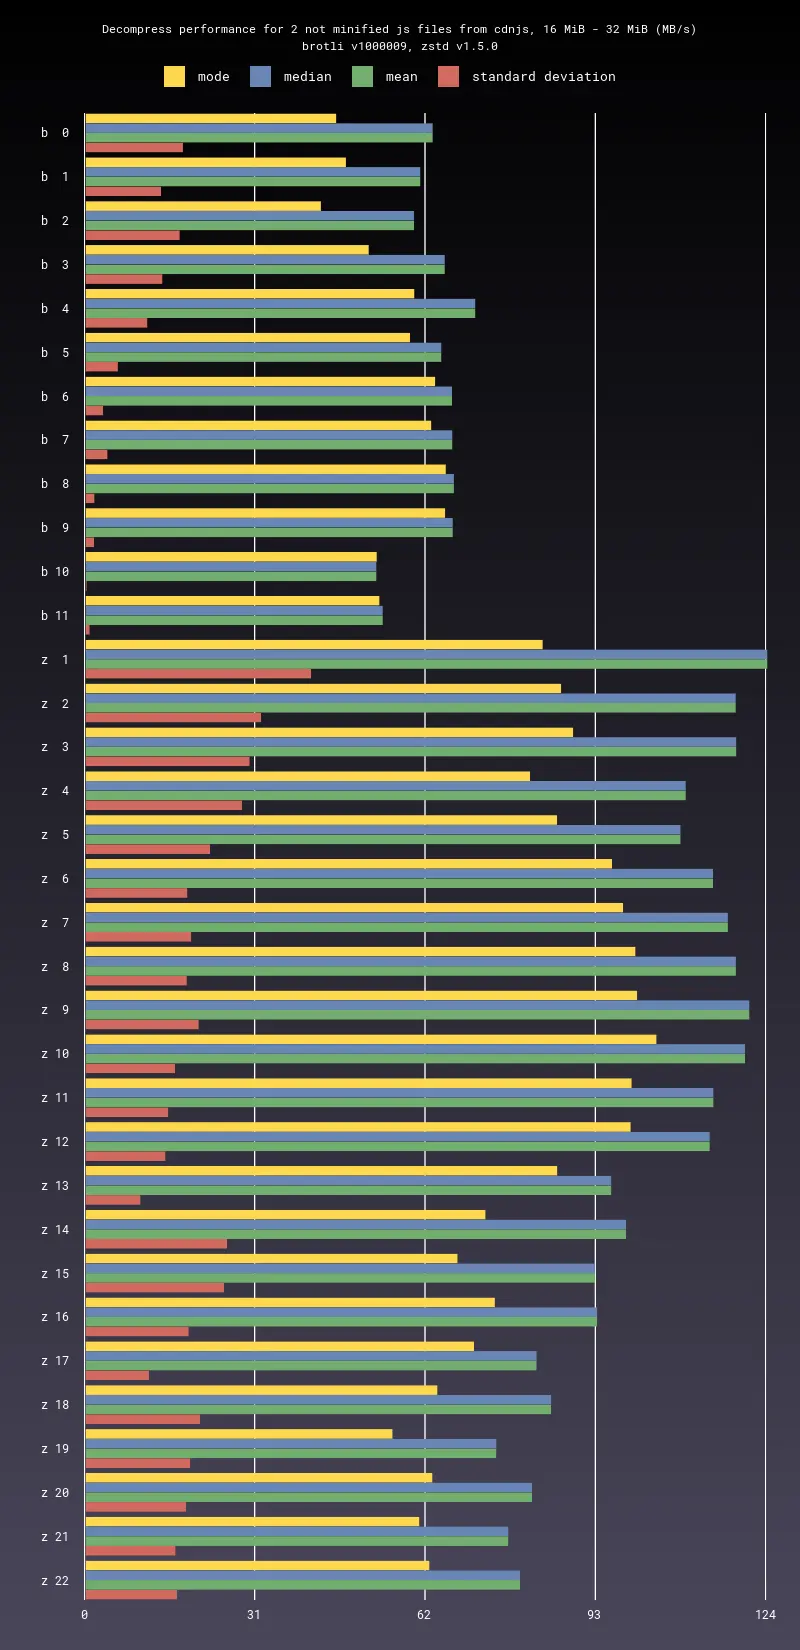 Decompress performance for 2 not minified js files from cdnjs, 16 MiB - 32 MiB (MB/s)
brotli v1000009, zstd v1.5.0
mode median mean standard deviation
b 0
b 1
b 2
b 3
b 4
b 5
b 6
b 7
b 8
b 9
b 10
b 11
z 1
z 2
z 3
z 4
z 5
z 6
z 7
z 8
z 9
z 10
z 11
z 12
z 13
z 14
z 15
z 16
z 17
z 18
z 19
z 20
z 21
z 22
0 31 62 93 124